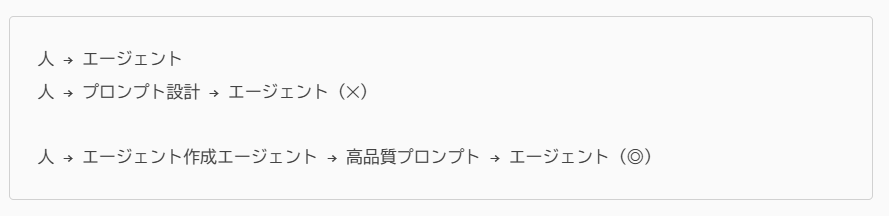 人 → エージェント
人 → プロンプト設計 → エージェント（×）
人 → エージェント作成エージェント → 高品質プロンプト → エージェント（◎）